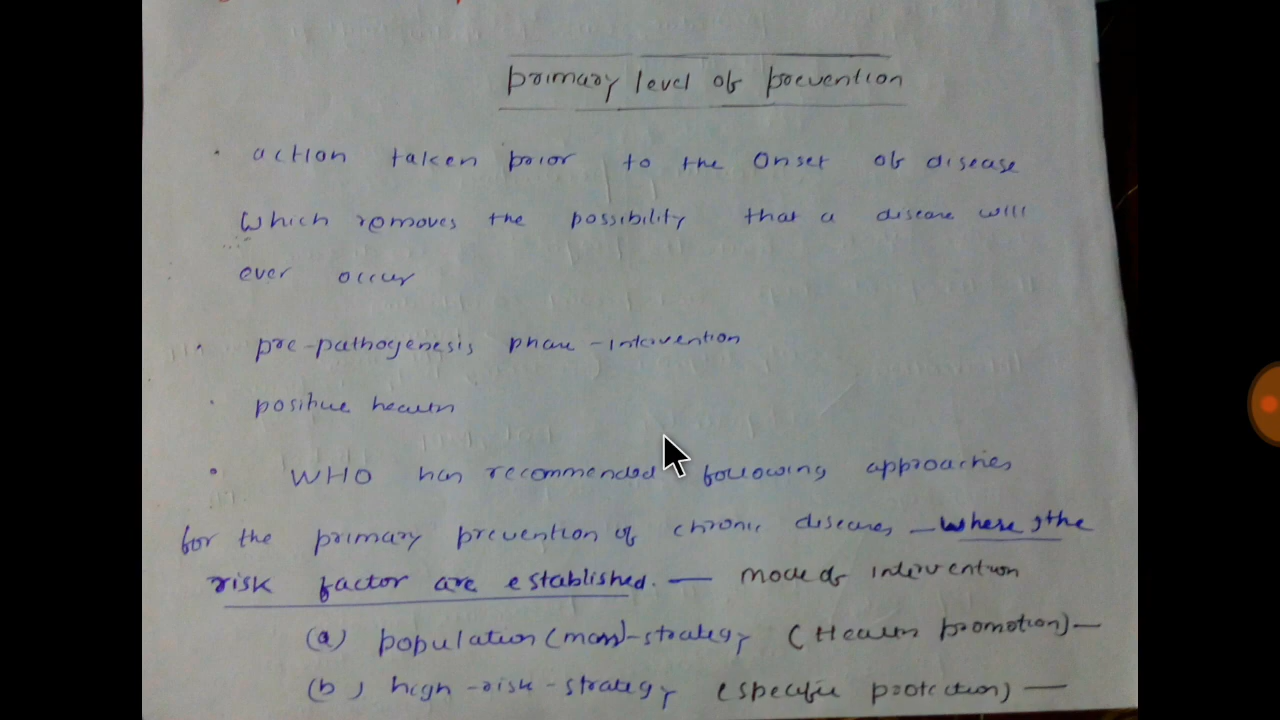 primary level of prevention
• action taken prior to the onset of disease
which removes the possibility that a disease will
ever occur
• pre-pathogenesis phase - intervention
• positive health
• WHO has recommended following approaches
for the primary prevention of chronic diseases, — where, the
risk factor are established. — mode of intervention
(a) population (mass)-strategy (Health promotion) —
(b) high-risk-strategy (specific protection) —